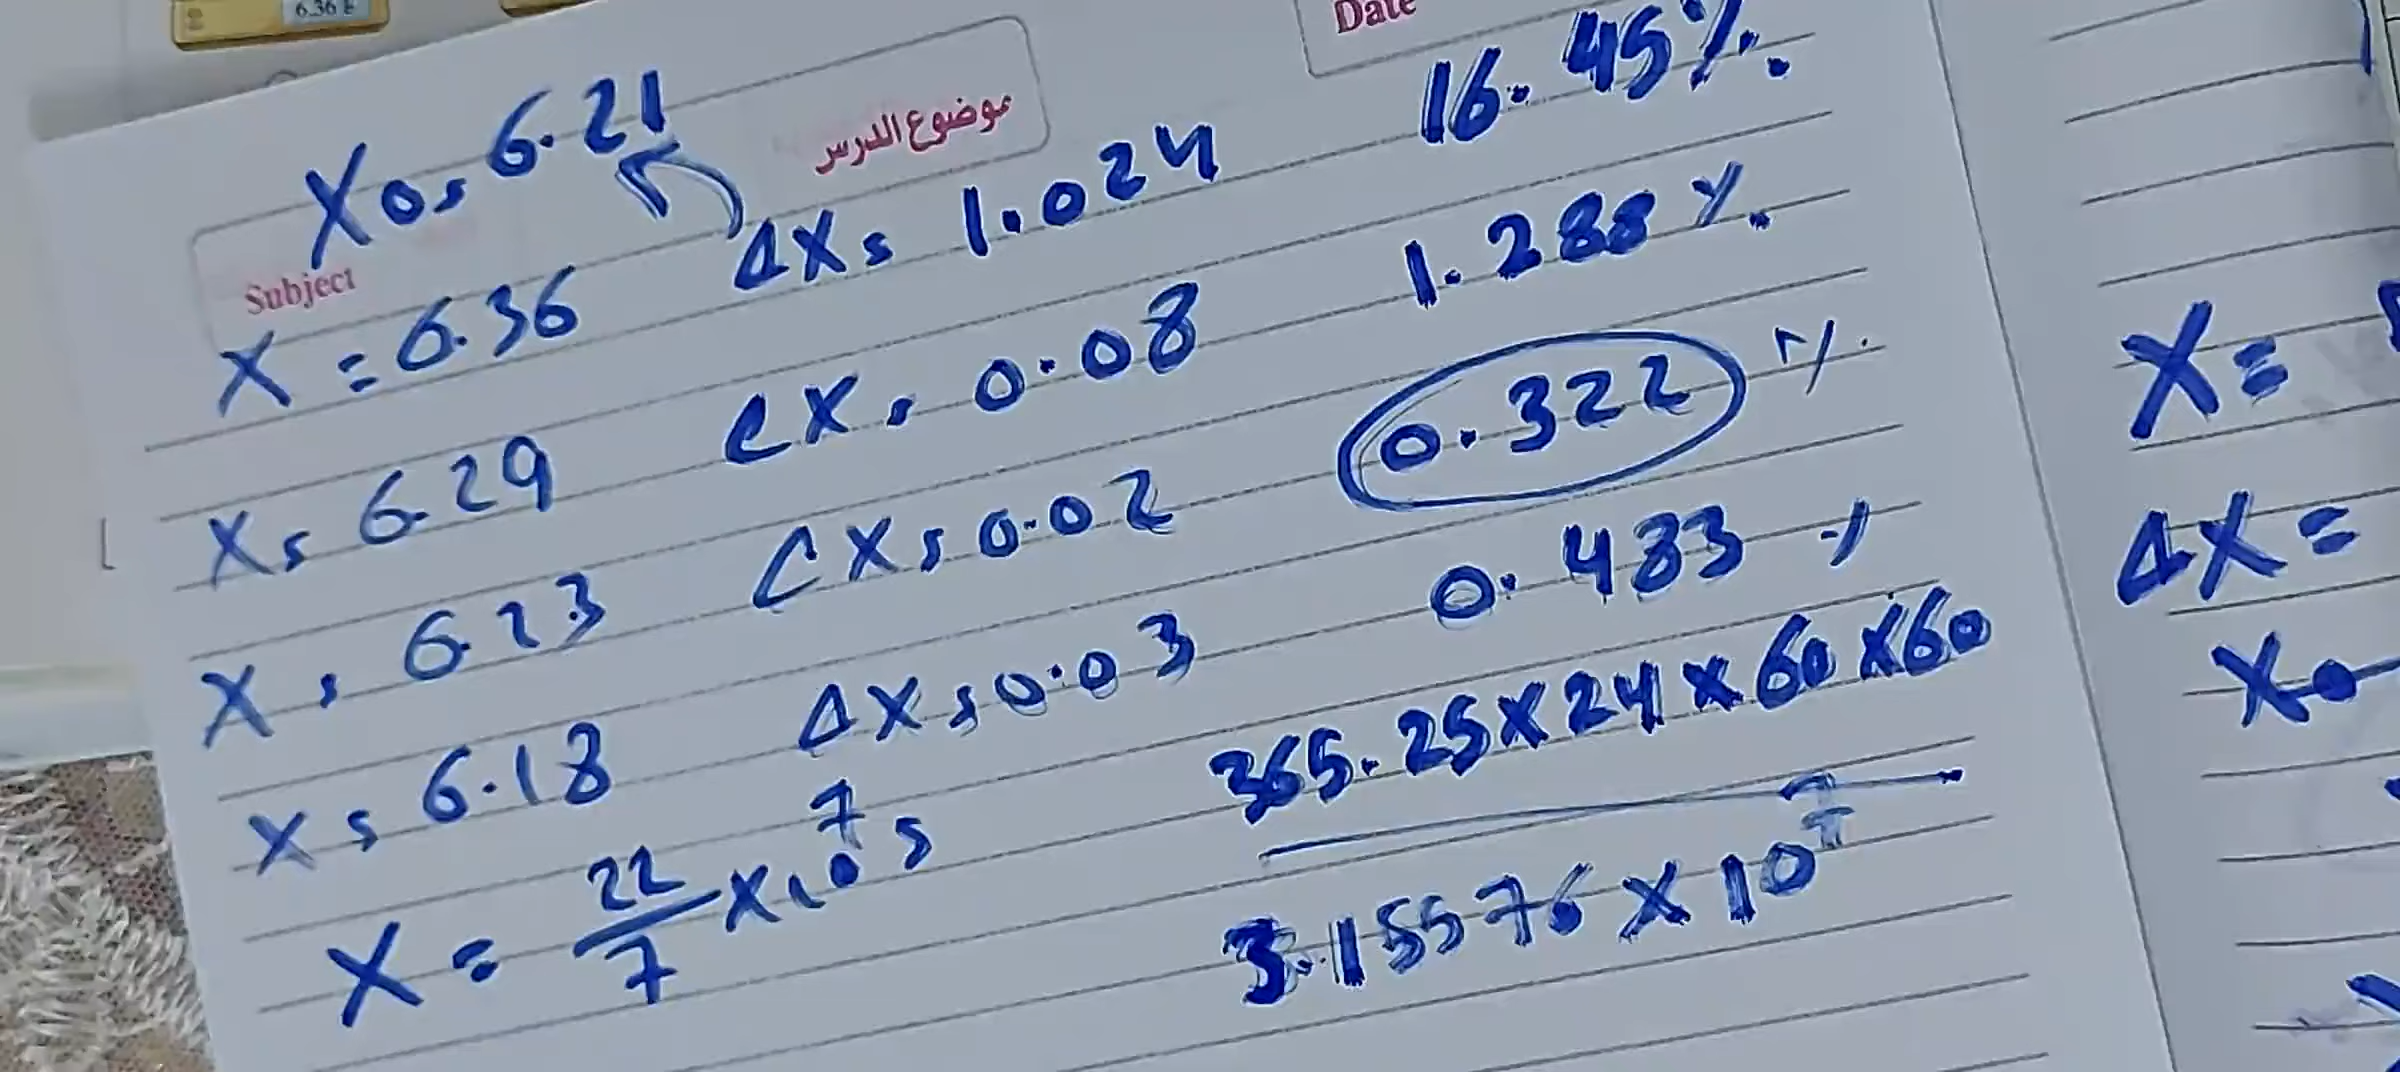 6.36 g
Date
X₀ = 6.21
موضوع الدرس
16.45%
Subject
X = 6.36 ΔX = 1.024 1.288%
X = 6.29 ΔX = 0.08 0.322%
X = 6.23 ΔX = 0.02 0.483%
X = 6.18 ΔX = 0.03 365.25×24×60×60
X = 22/7 ×10⁷ s 3.15576×10⁷
X =
ΔX =
X₀